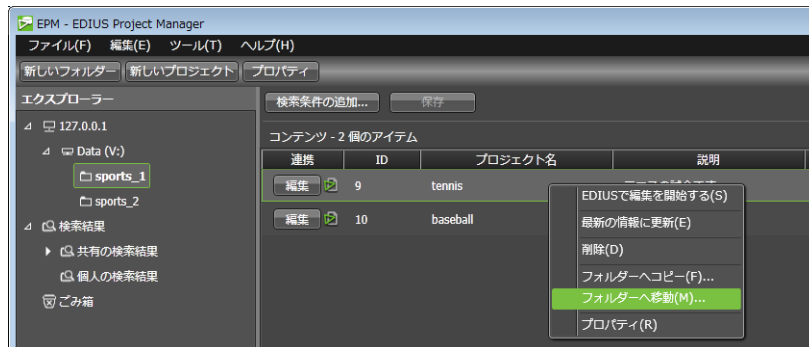 EPM - EDIUS Project Manager
ファイル(F) 編集(E) ツール(T) ヘルプ(H)
新しいフォルダー 新しいプロジェクト プロパティ
エクスプローラー
127.0.0.1
Data (V:)
sports_1
sports_2
検索結果
共有の検索結果
個人の検索結果
ごみ箱
検索条件の追加... 保存
コンテンツ - 2 個のアイテム
連携 ID プロジェクト名 説明
編集 9 tennis
編集 10 baseball
EDIUSで編集を開始する(S)
最新の情報に更新(E)
削除(D)
フォルダーへコピー(F)...
フォルダーへ移動(M)...
プロパティ(R)